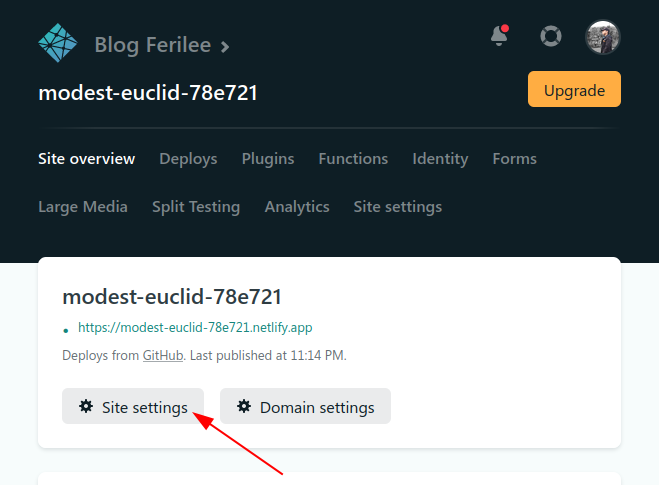 Blog Ferilee
modest-euclid-78e721
Upgrade
Site overview Deploys Plugins Functions Identity Forms
Large Media Split Testing Analytics Site settings
modest-euclid-78e721
https://modest-euclid-78e721.netlify.app
Deploys from GitHub. Last published at 11:14 PM.
Site settings Domain settings